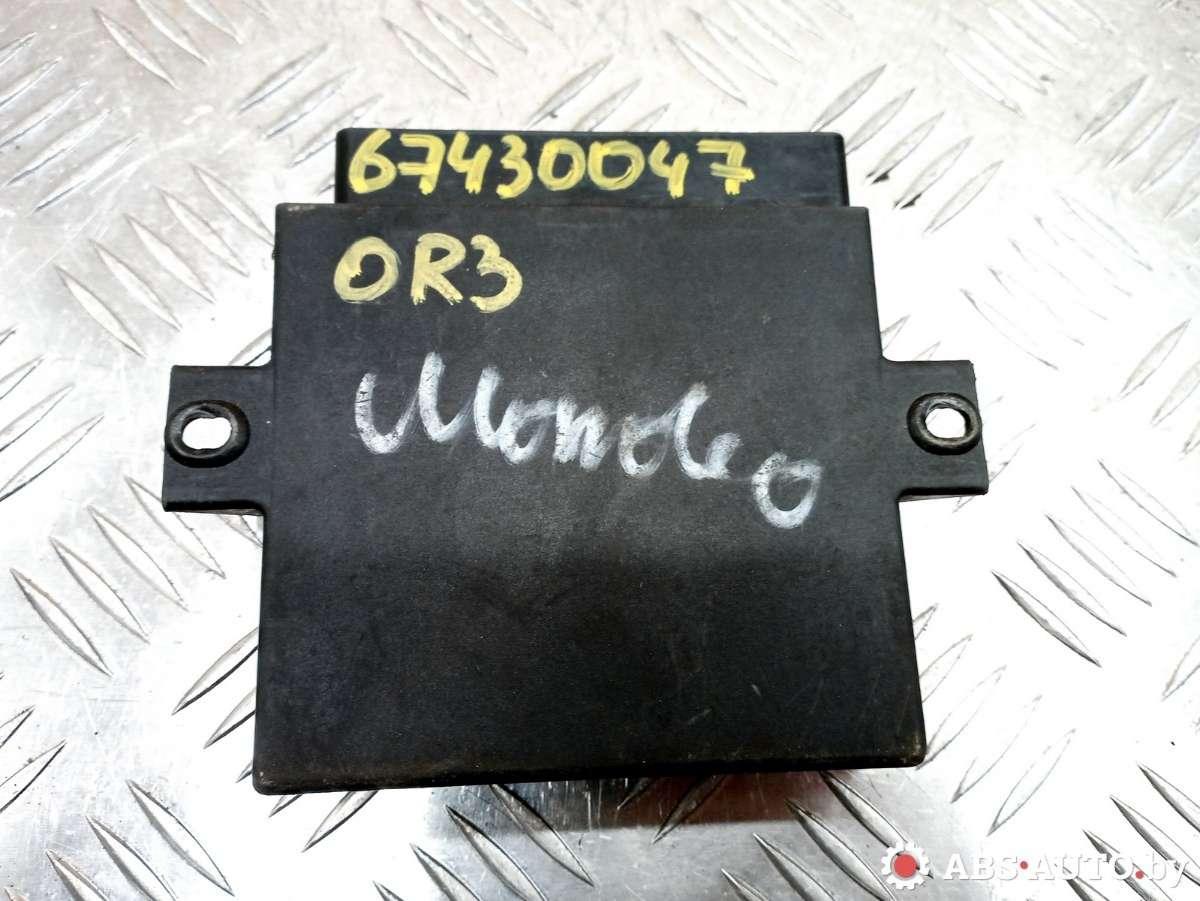 67430047
OR3
Mondeo
ABS-AUTO.by